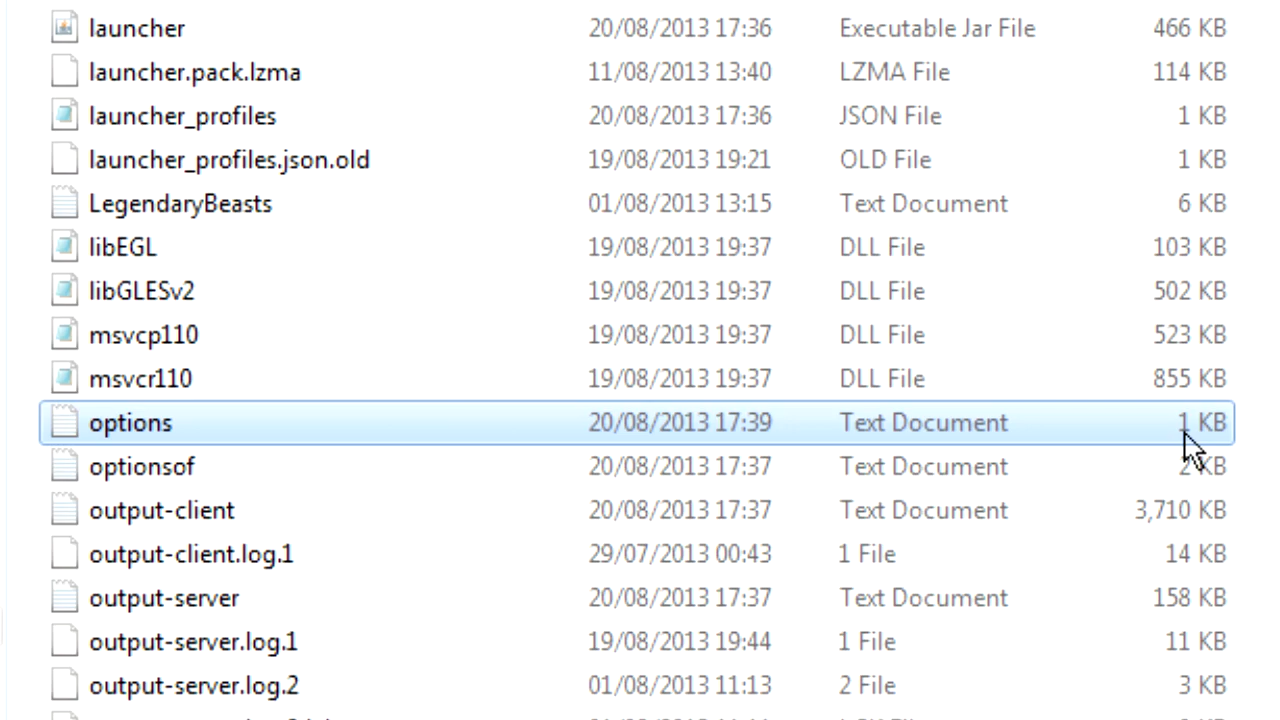 launcher 20/08/2013 17:36 Executable Jar File 466 KB
launcher.pack.lzma 11/08/2013 13:40 LZMA File 114 KB
launcher_profiles 20/08/2013 17:36 JSON File 1 KB
launcher_profiles.json.old 19/08/2013 19:21 OLD File 1 KB
LegendaryBeasts 01/08/2013 13:15 Text Document 6 KB
libEGL 19/08/2013 19:37 DLL File 103 KB
libGLESv2 19/08/2013 19:37 DLL File 502 KB
msvcp110 19/08/2013 19:37 DLL File 523 KB
msvcr110 19/08/2013 19:37 DLL File 855 KB
options 20/08/2013 17:39 Text Document 1 KB
optionsof 20/08/2013 17:37 Text Document 2 KB
output-client 20/08/2013 17:37 Text Document 3,710 KB
output-client.log.1 29/07/2013 00:43 1 File 14 KB
output-server 20/08/2013 17:37 Text Document 158 KB
output-server.log.1 19/08/2013 19:44 1 File 11 KB
output-server.log.2 01/08/2013 11:13 2 File 3 KB